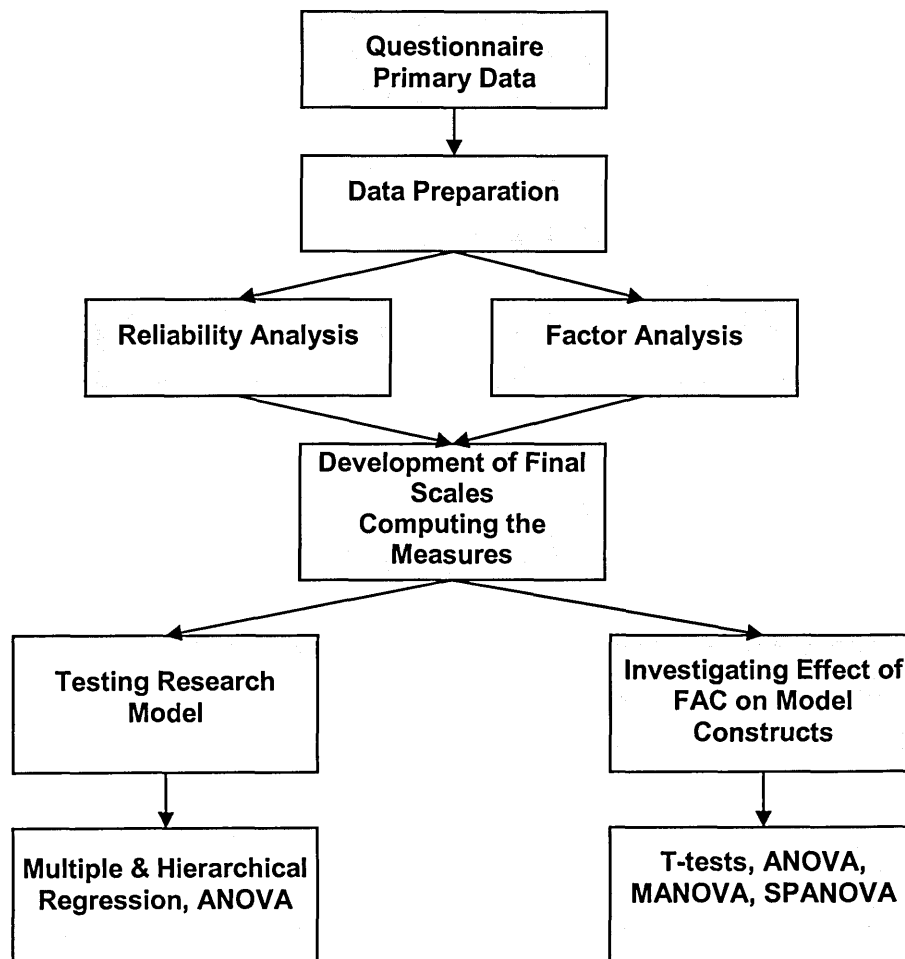 Questionnaire
Primary Data
Data Preparation
Reliability Analysis
Factor Analysis
Development of Final
Scales
Computing the
Measures
Testing Research
Model
Investigating Effect of
FAC on Model
Constructs
Multiple & Hierarchical
Regression, ANOVA
T-tests, ANOVA,
MANOVA, SPANOVA